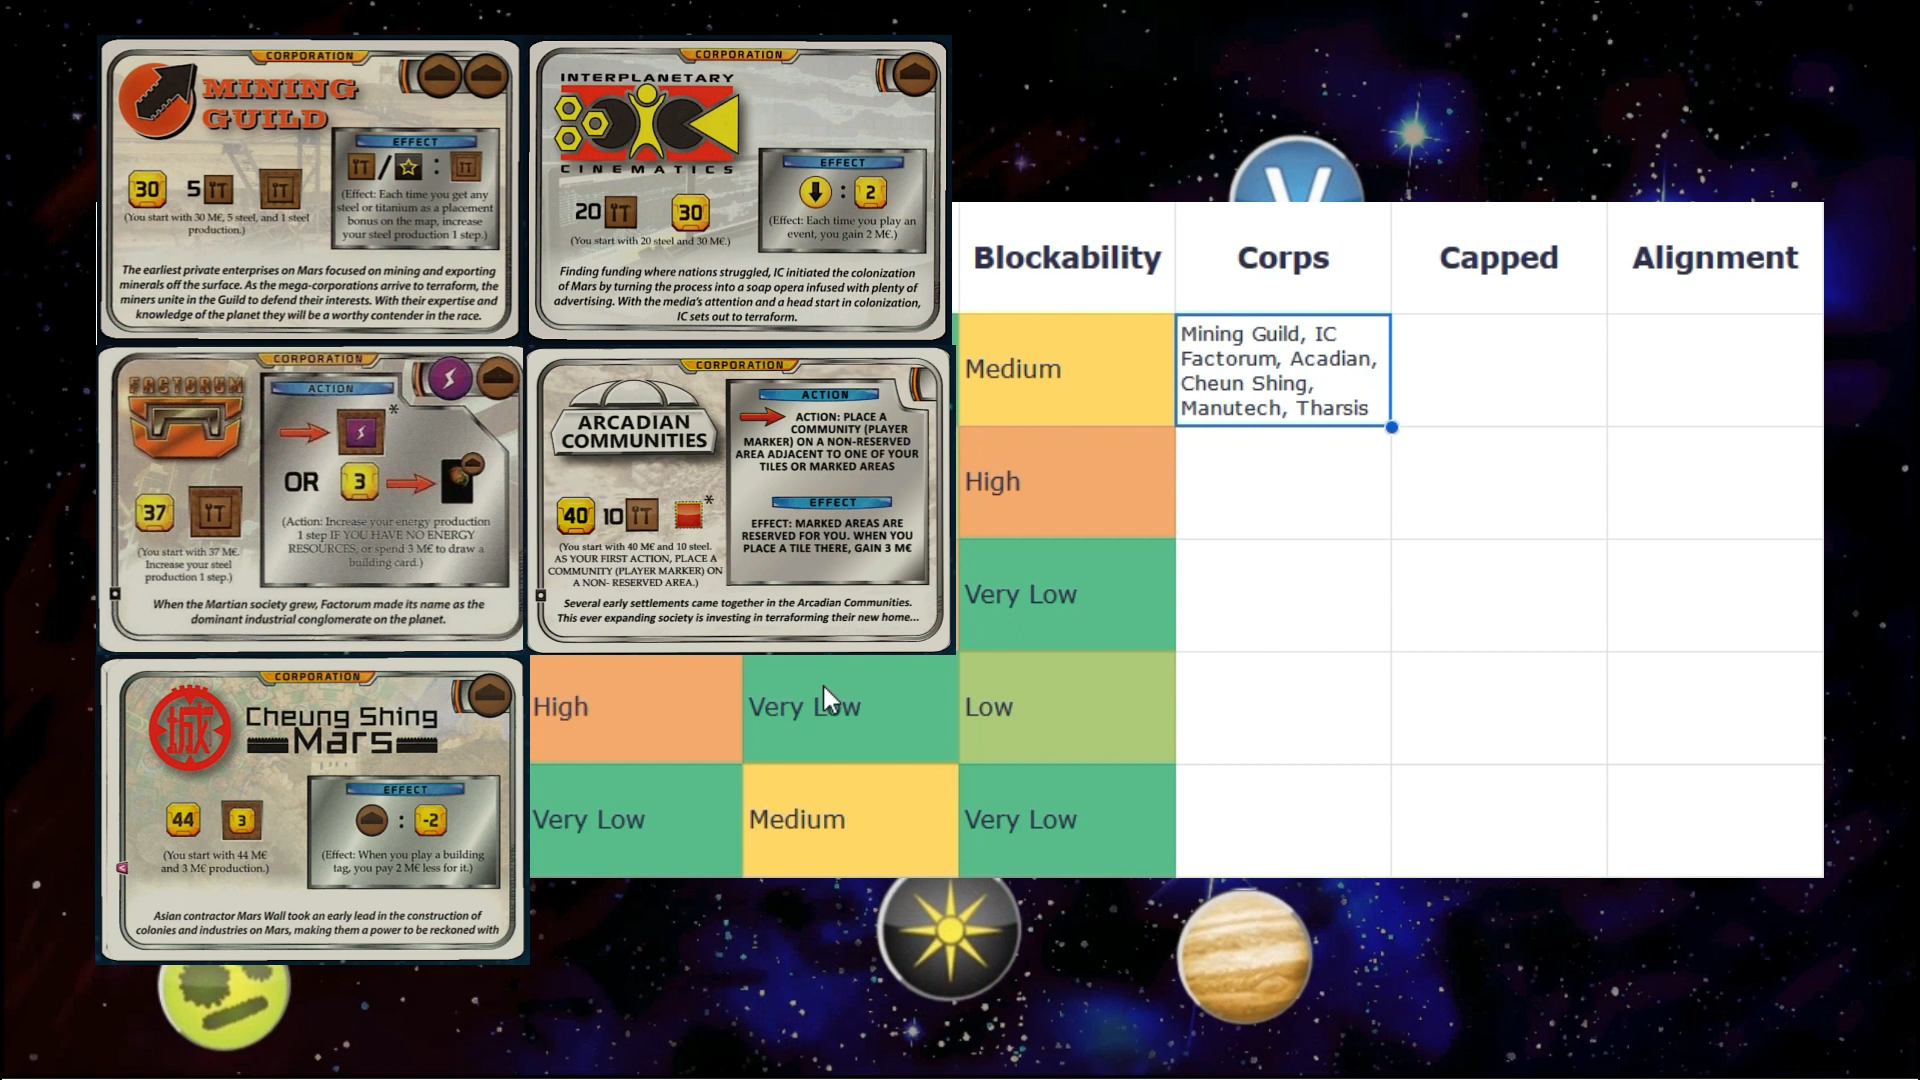 CORPORATION
MINING
GUILD
30 5
(You start with 30 M€, 5 steel, and 1 steel
production.)
EFFECT
/ :
(Effect: Each time you get any
steel or titanium as a placement
bonus on the map, increase
your steel production 1 step.)
The earliest private enterprises on Mars focused on mining and exporting
minerals off the surface. As the mega-corporations arrive to terraform, the
miners unite in the Guild to defend their interests. With their expertise and
knowledge of the planet they will be a worthy contender in the race.
CORPORATION
INTERPLANETARY
CINEMATICS
20 30
(You start with 20 steel and 30 M€.)
EFFECT
: 2
(Effect: Each time you play an
event, you gain 2 M€.)
Finding funding where nations struggled, IC initiated the colonization
of Mars by turning the process into a soap opera infused with plenty of
advertising. With the media's attention and a head start in colonization,
IC sets out to terraform.
CORPORATION
FACTORUM
37
(You start with 37 M€.
Increase your steel
production 1 step.)
ACTION
*
OR 3
(Action: Increase your energy production
1 step IF YOU HAVE NO ENERGY
RESOURCES, or spend 3 M€ to draw a
building card.)
When the Martian society grew, Factorum made its name as the
dominant industrial conglomerate on the planet.
CORPORATION
ARCADIAN
COMMUNITIES
40 10 *
(You start with 40 M€ and 10 steel.
AS YOUR FIRST ACTION, PLACE A
COMMUNITY (PLAYER MARKER) ON
A NON- RESERVED AREA.)
ACTION
ACTION: PLACE A
COMMUNITY (PLAYER
MARKER) ON A NON-RESERVED
AREA ADJACENT TO ONE OF YOUR
TILES OR MARKED AREAS
EFFECT
EFFECT: MARKED AREAS ARE
RESERVED FOR YOU. WHEN YOU
PLACE A TILE THERE, GAIN 3 M€
Several early settlements came together in the Arcadian Communities.
This ever expanding society is investing in terraforming their new home...
CORPORATION
城
Cheung Shing
Mars
44 3
(You start with 44 M€
and 3 M€ production.)
EFFECT
: -2
(Effect: When you play a building
tag, you pay 2 M€ less for it.)
Asian contractor Mars Wall took an early lead in the construction of
colonies and industries on Mars, making them a power to be reckoned with
V
Blockability Corps Capped Alignment
Medium
Mining Guild, IC
Factorum, Acadian,
Cheun Shing,
Manutech, Tharsis
High
Very Low
High Very Low Low
Very Low Medium Very Low